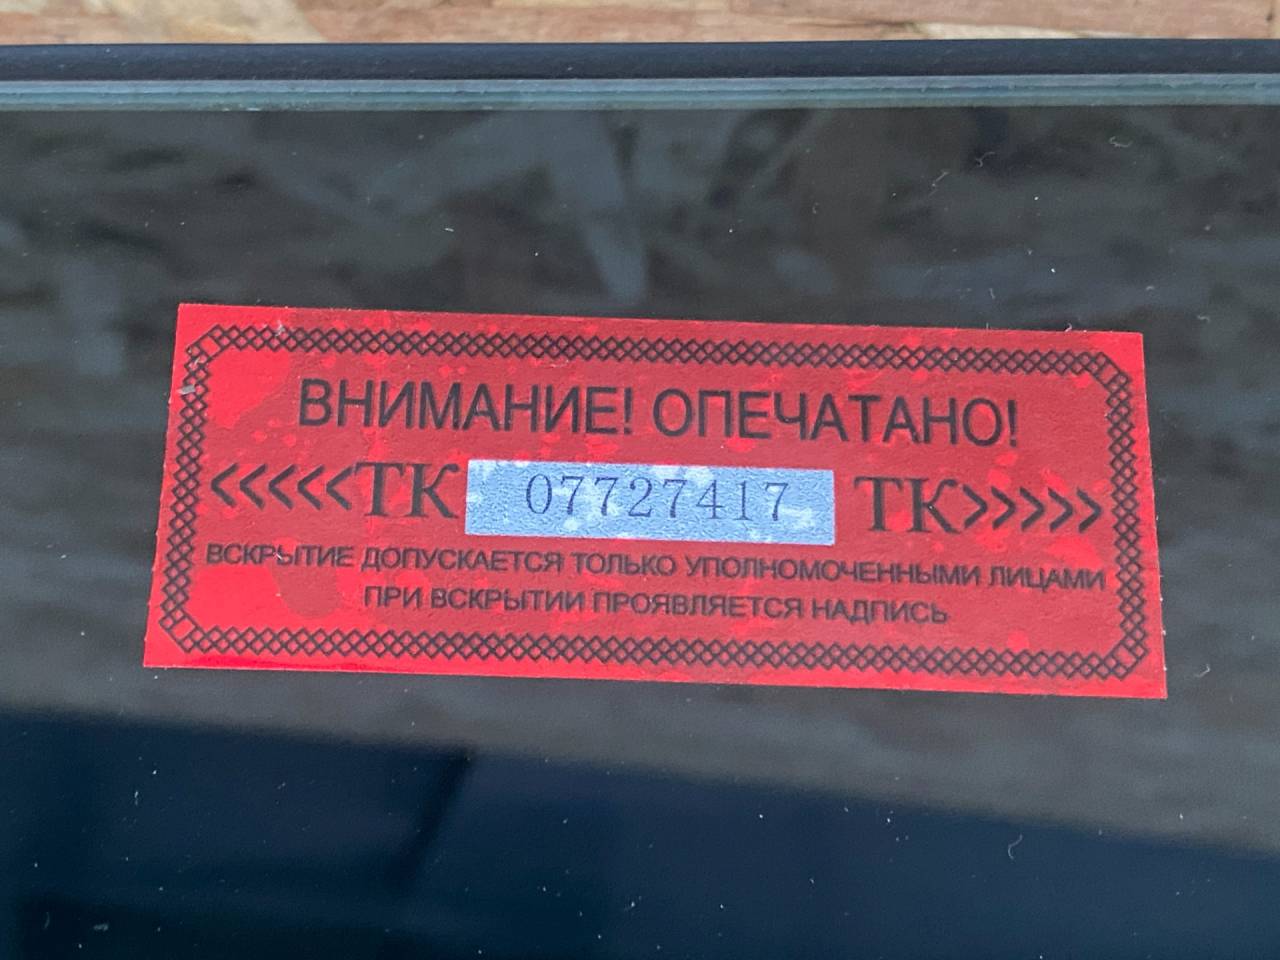 ВНИМАНИЕ! ОПЕЧАТАНО!
<<<<<ТК 07727417 ТК>>>>>
ВСКРЫТИЕ ДОПУСКАЕТСЯ ТОЛЬКО УПОЛНОМОЧЕННЫМИ ЛИЦАМИ
ПРИ ВСКРЫТИИ ПРОЯВЛЯЕТСЯ НАДПИСЬ